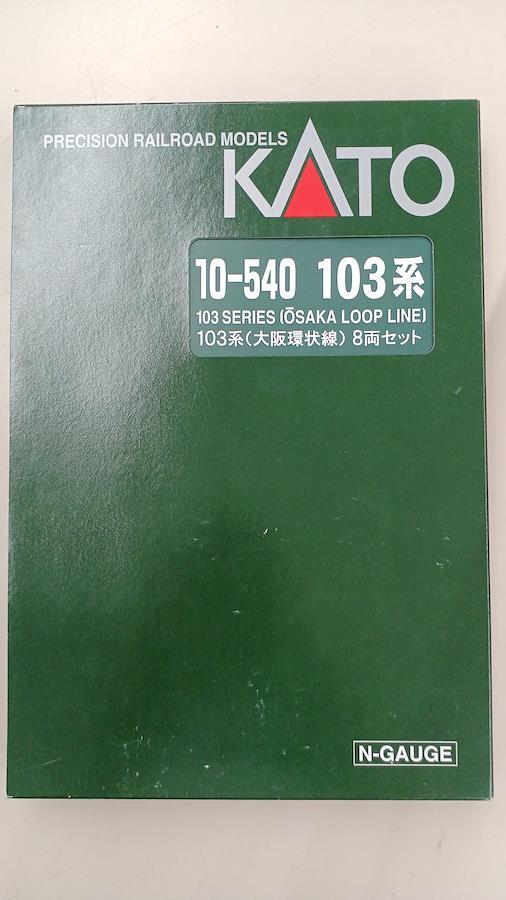 PRECISION RAILROAD MODELS
KATO
10-540 103系
103 SERIES (ŌSAKA LOOP LINE)
103系(大阪環状線) 8両セット
N-GAUGE